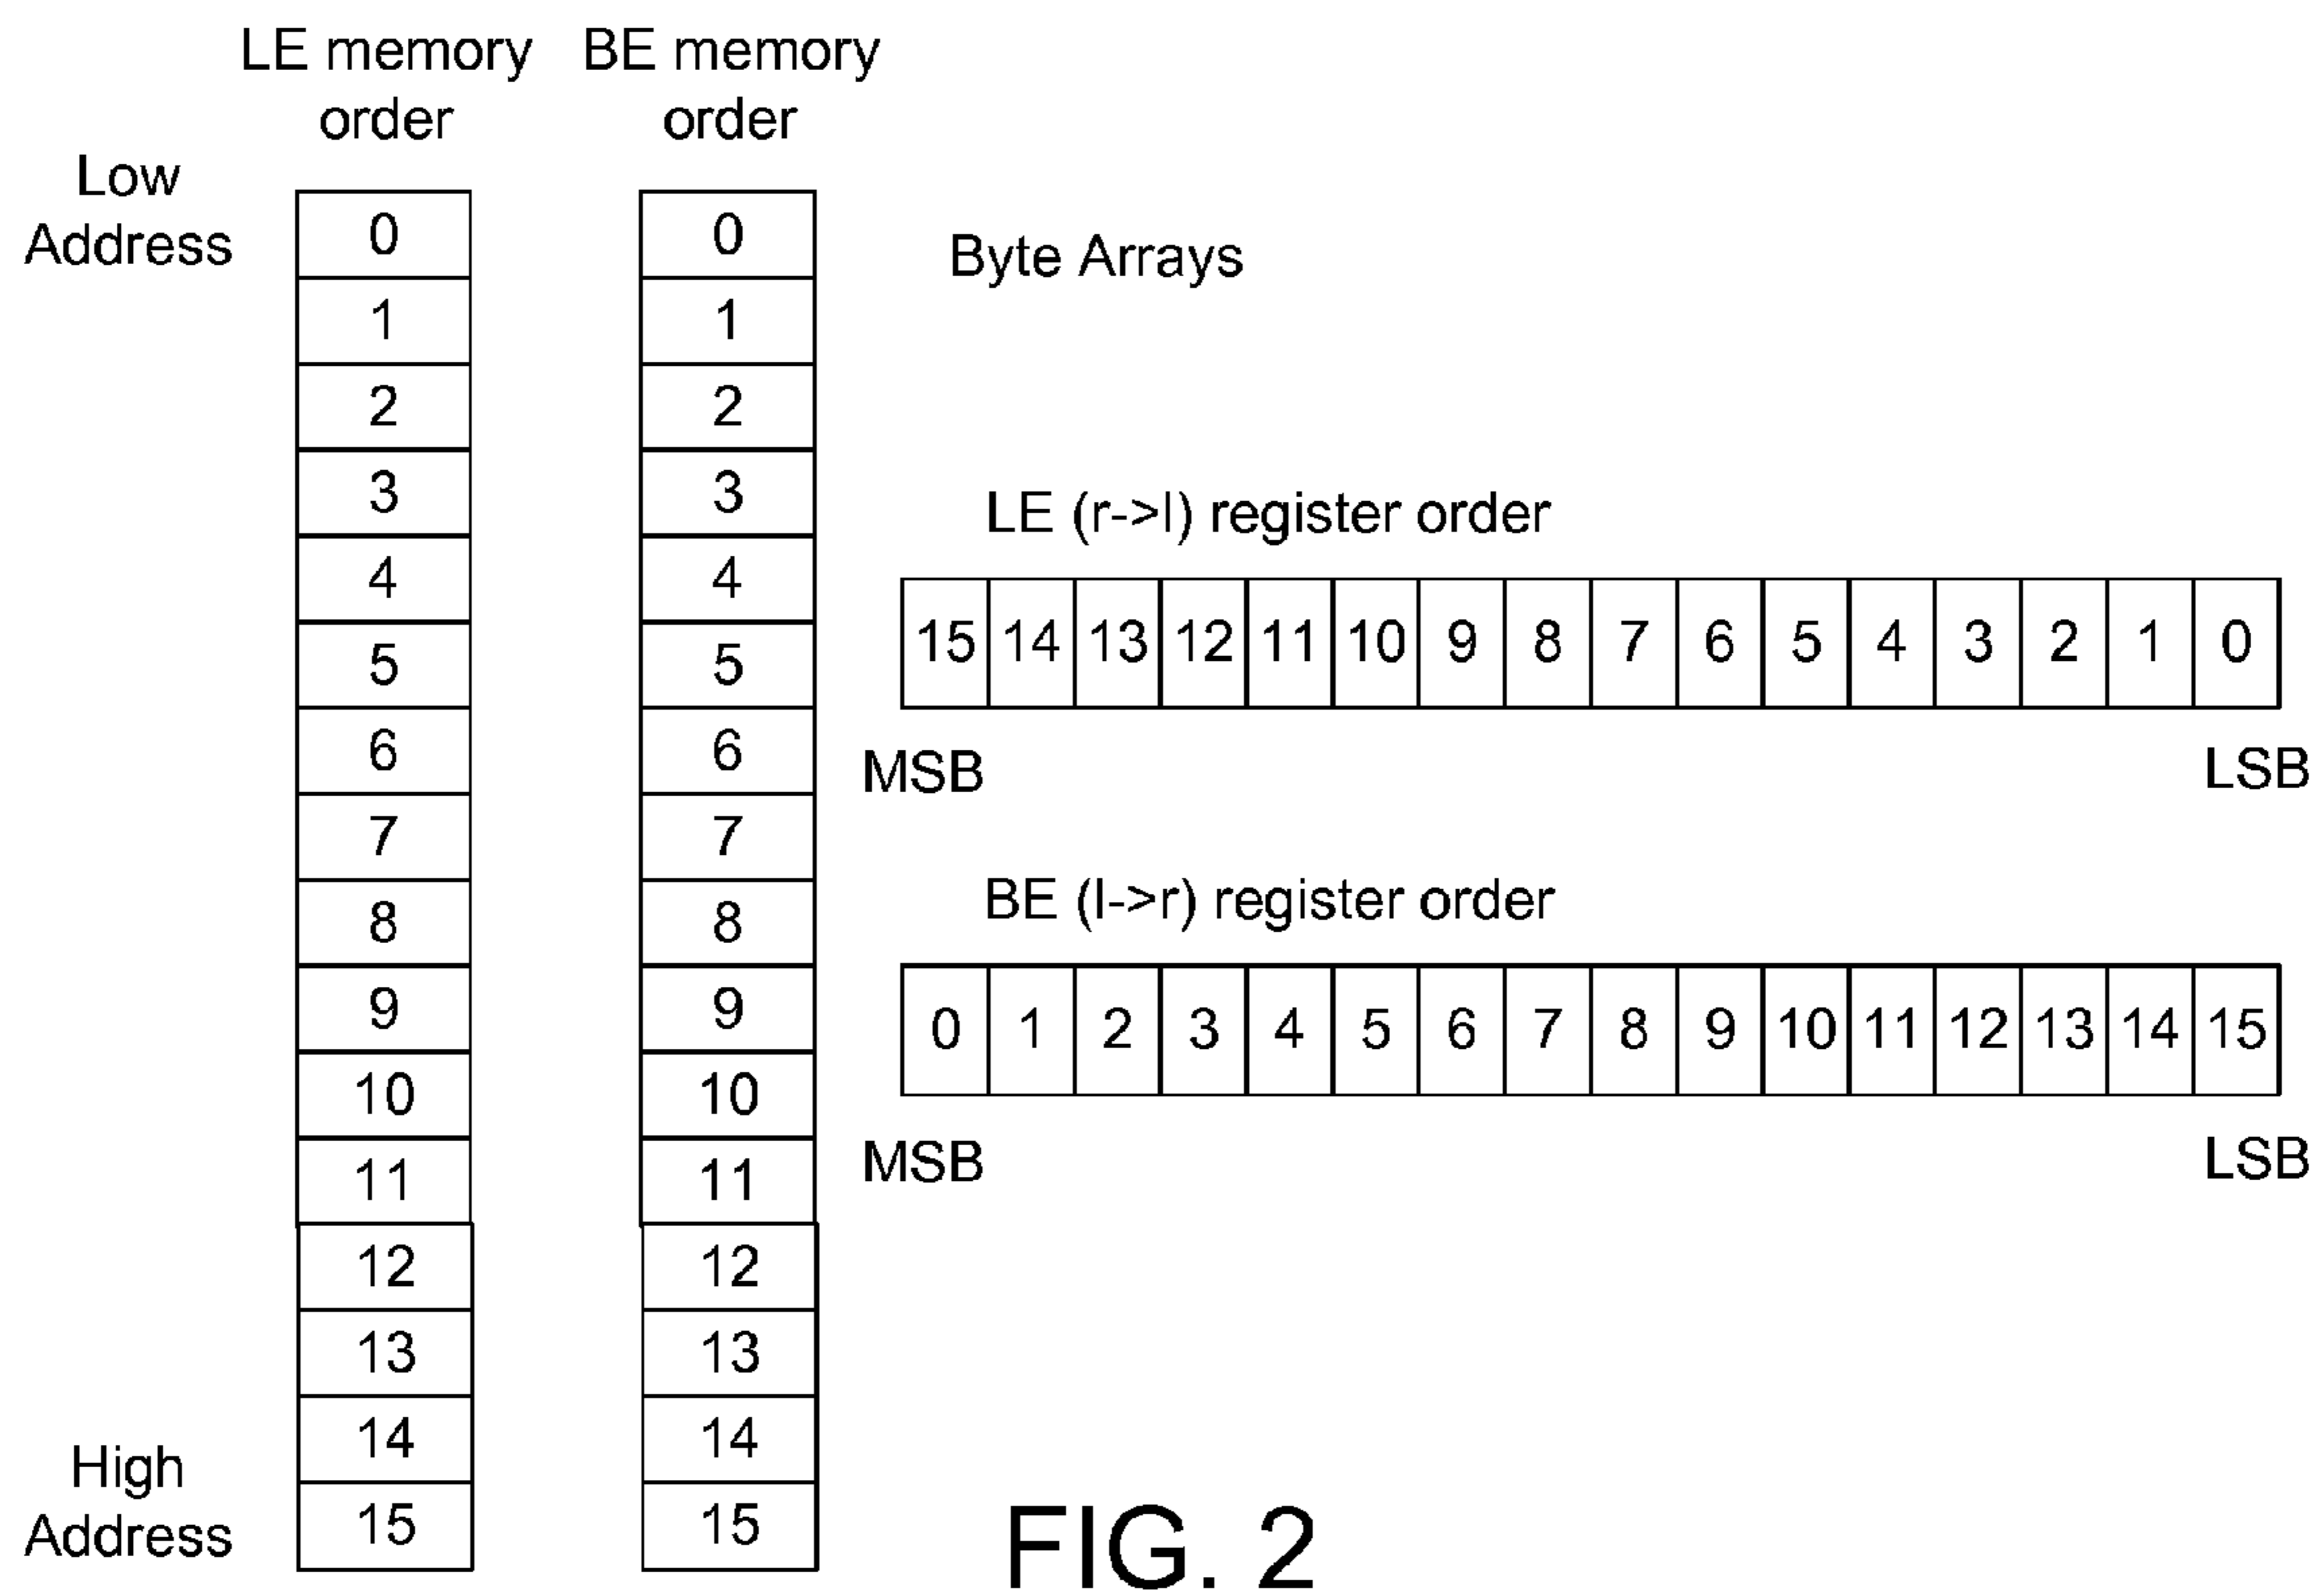 LE memory order
BE memory order
Low Address
High Address
0
1
2
3
4
5
6
7
8
9
10
11
12
13
14
15
0
1
2
3
4
5
6
7
8
9
10
11
12
13
14
15
Byte Arrays
LE (r->l) register order
15 14 13 12 11 10 9 8 7 6 5 4 3 2 1 0
MSB LSB
BE (l->r) register order
0 1 2 3 4 5 6 7 8 9 10 11 12 13 14 15
MSB LSB
FIG. 2